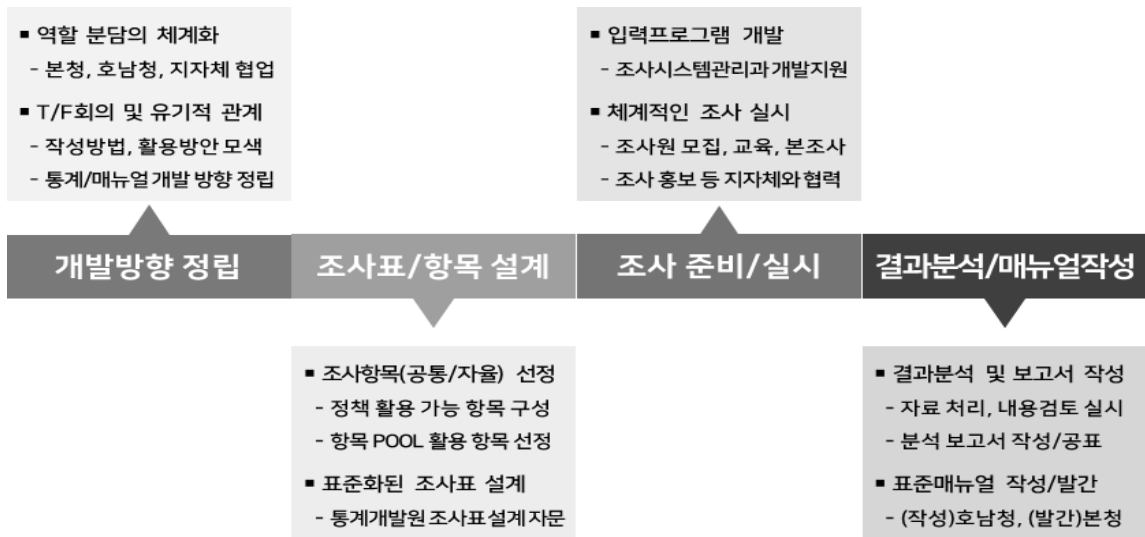 ▪ 역할 분담의 체계화
- 본청, 호남청, 지자체 협업
▪ T/F회의 및 유기적 관계
- 작성방법, 활용방안 모색
- 통계/매뉴얼 개발 방향 정립
▪ 입력프로그램 개발
- 조사시스템관리과 개발지원
▪ 체계적인 조사 실시
- 조사원 모집, 교육, 본조사
- 조사 홍보 등 지자체와 협력
개발방향 정립
조사표/항목 설계
조사 준비/실시
결과분석/매뉴얼작성
▪ 조사항목(공통/자율) 선정
- 정책 활용 가능 항목 구성
- 항목 POOL 활용 항목 선정
▪ 표준화된 조사표 설계
- 통계개발원 조사표 설계 자문
▪ 결과분석 및 보고서 작성
- 자료 처리, 내용검토 실시
- 분석 보고서 작성/공표
▪ 표준매뉴얼 작성/발간
- (작성)호남청, (발간)본청